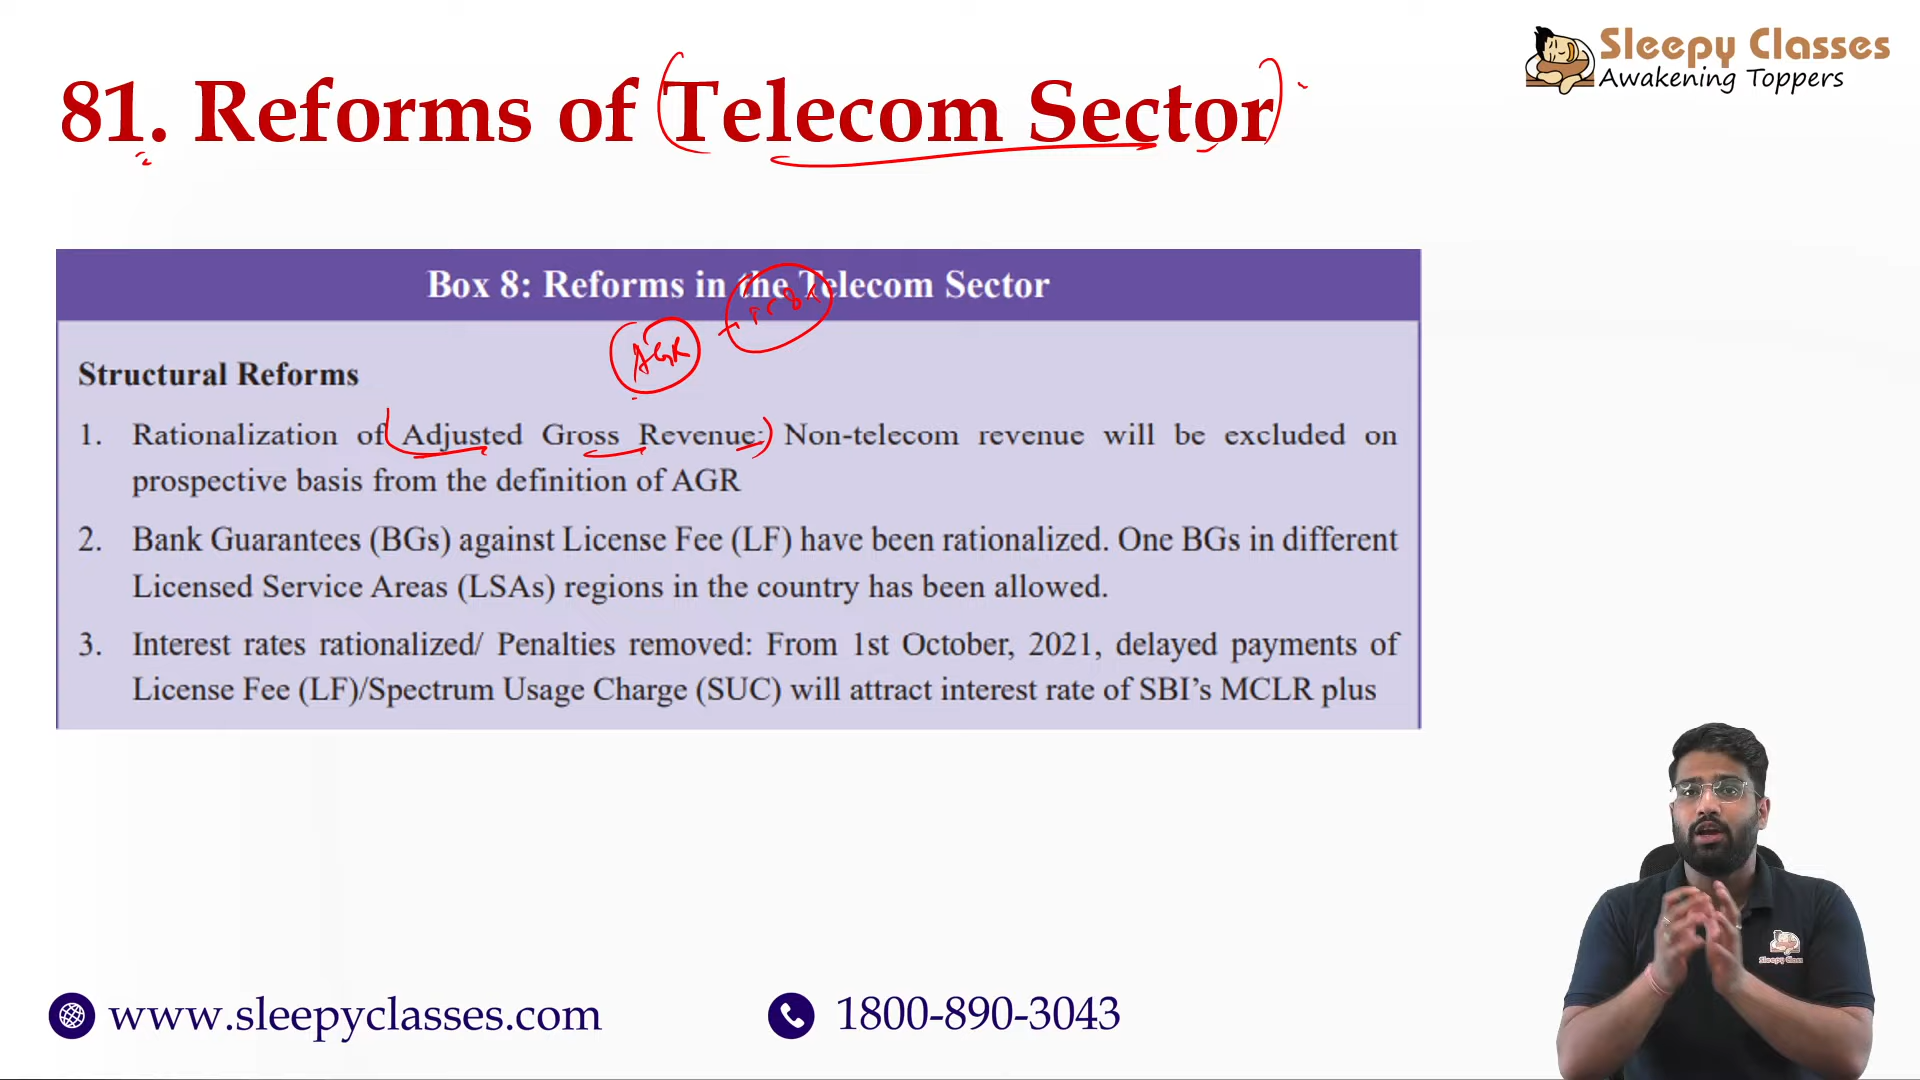 Sleepy Classes
Awakening Toppers
81. Reforms of Telecom Sector
Box 8: Reforms in the Telecom Sector
AGR
Structural Reforms
1. Rationalization of Adjusted Gross Revenue: Non-telecom revenue will be excluded on
prospective basis from the definition of AGR
2. Bank Guarantees (BGs) against License Fee (LF) have been rationalized. One BGs in different
Licensed Service Areas (LSAs) regions in the country has been allowed.
3. Interest rates rationalized/ Penalties removed: From 1st October, 2021, delayed payments of
License Fee (LF)/Spectrum Usage Charge (SUC) will attract interest rate of SBI’s MCLR plus
Sleepy Class
www.sleepyclasses.com
1800-890-3043